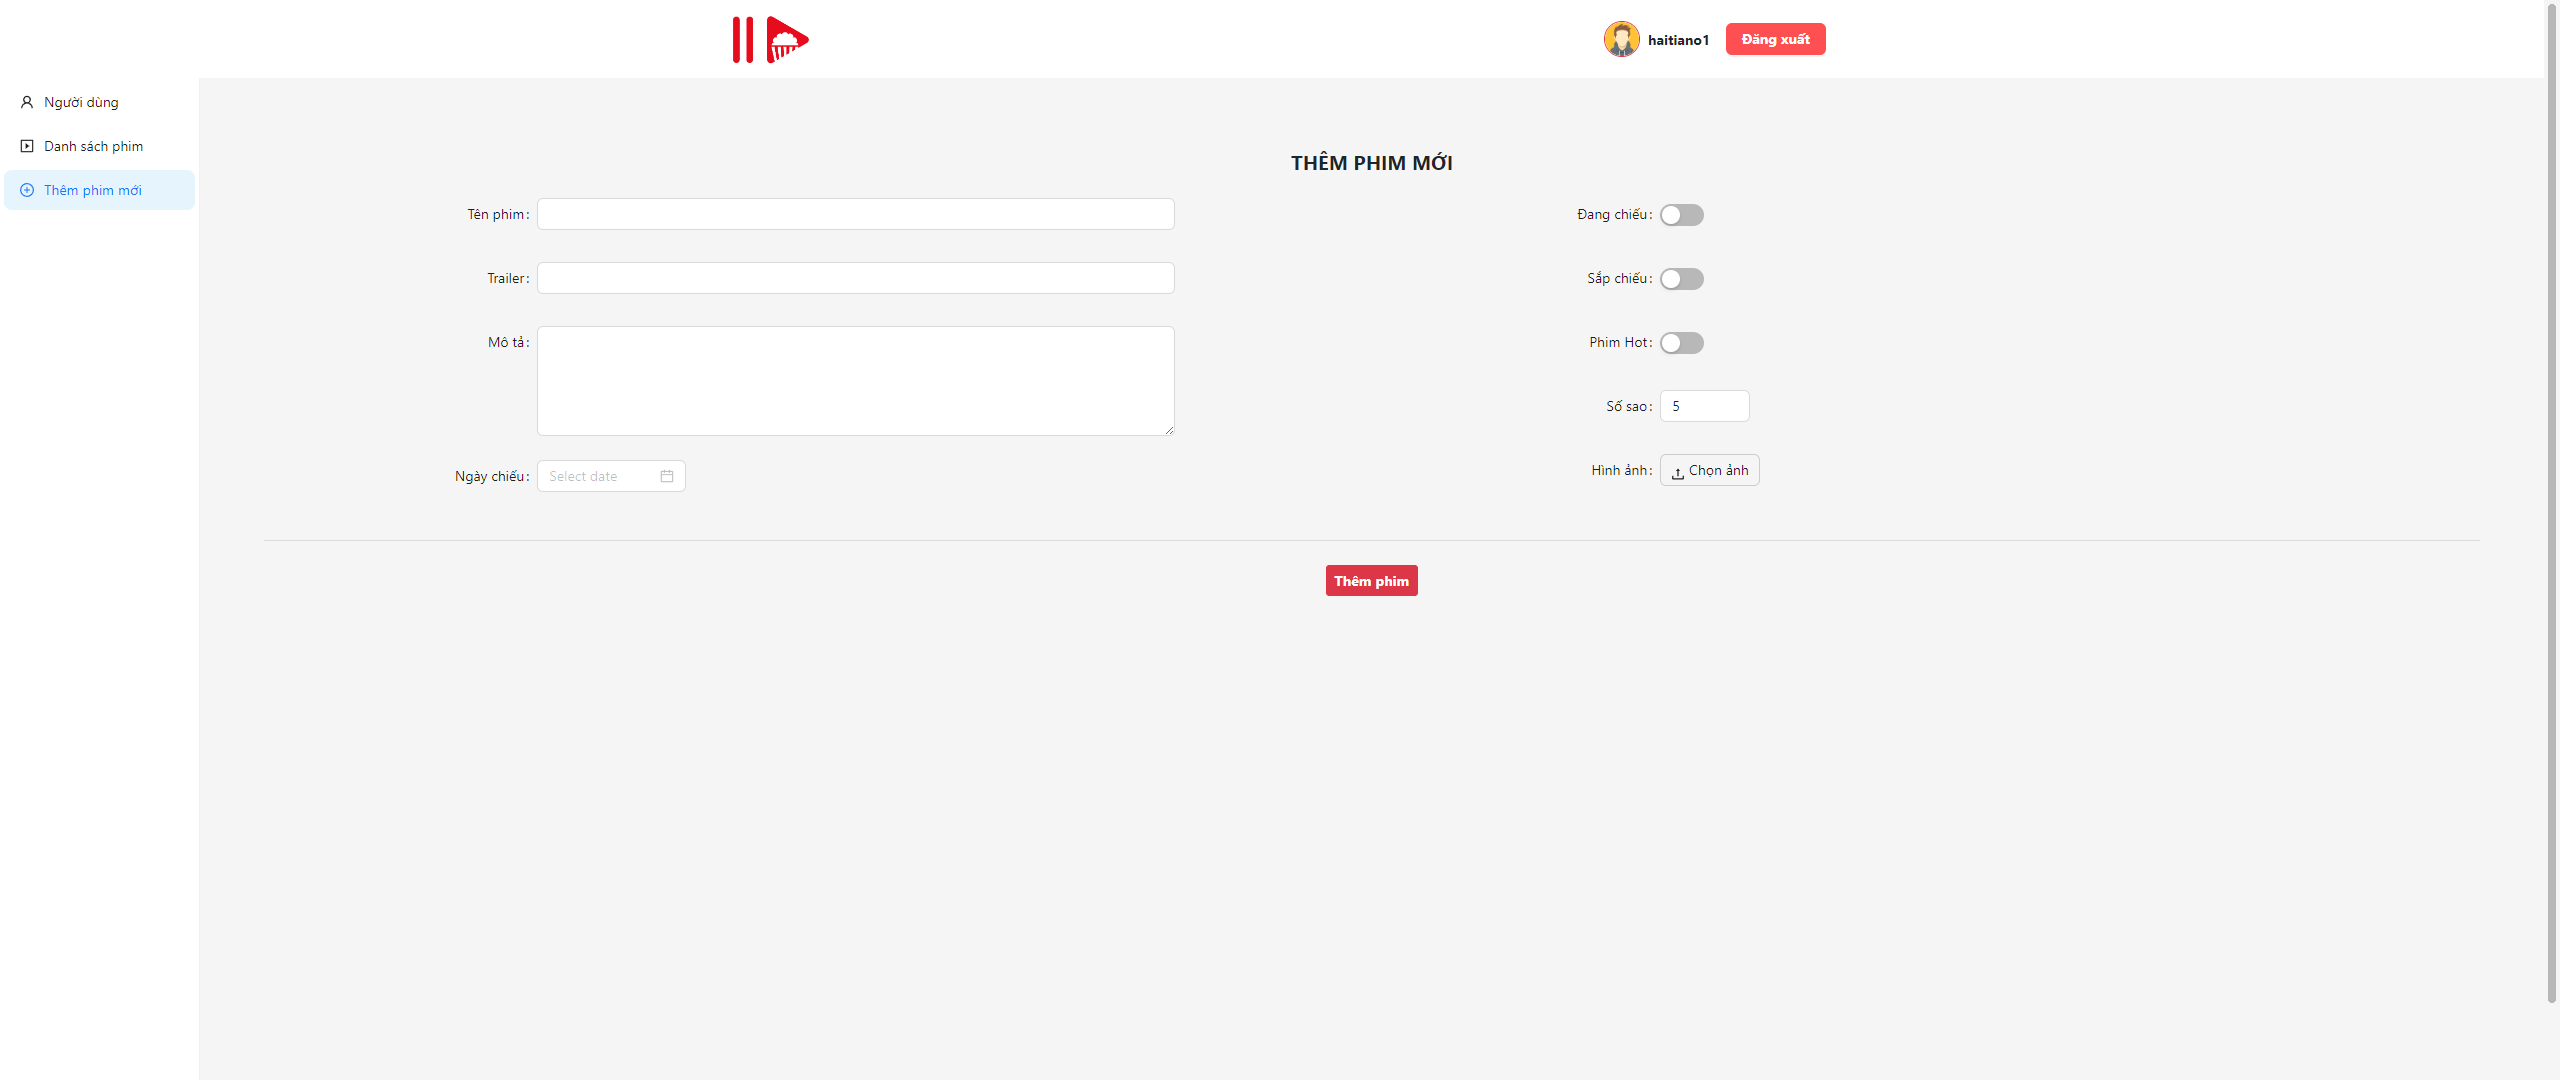 haitiano1
Đăng xuất
Người dùng
Danh sách phim
Thêm phim mới
THÊM PHIM MỚI
Tên phim:
Trailer:
Mô tả:
Ngày chiếu: Select date
Đang chiếu:
Sắp chiếu:
Phim Hot:
Số sao: 5
Hình ảnh: Chọn ảnh
Thêm phim